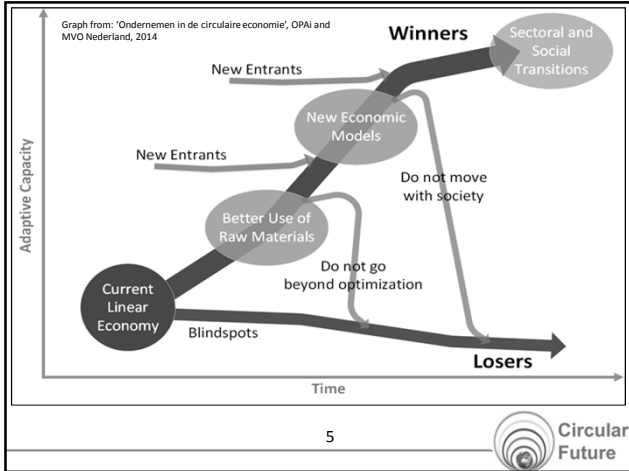 Graph from: ‘Ondernemen in de circulaire economie’, OPAi and
MVO Nederland, 2014
Winners
Sectoral and
Social
Transitions
New Entrants
New Economic
Models
New Entrants
Do not move
with society
Better Use of
Raw Materials
Do not go
beyond optimization
Current
Linear
Economy
Blindspots
Losers
Adaptive Capacity
Time
5
Circular
Future